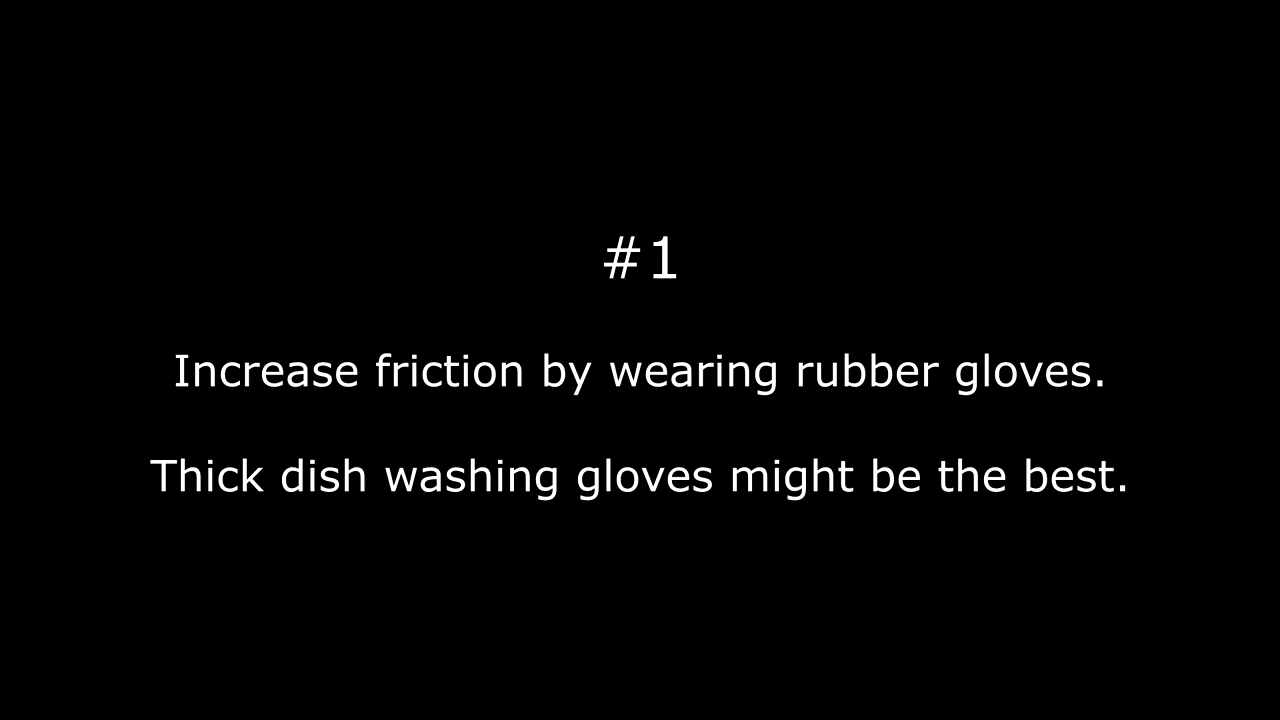 #1
Increase friction by wearing rubber gloves.
Thick dish washing gloves might be the best.